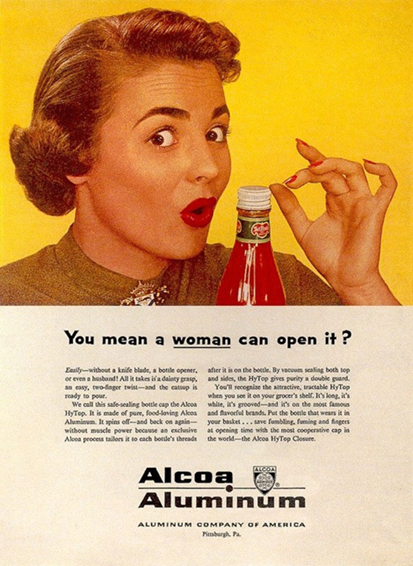 Del Monte
You mean a woman can open it?
Easily—without a knife blade, a bottle opener,
or even a husband! All it takes is a dainty grasp,
an easy, two-finger twist—and the catsup is
ready to pour.
We call this safe-sealing bottle cap the Alcoa
HyTop. It is made of pure, food-loving Alcoa
Aluminum. It spins off—and back on again—
without muscle power because an exclusive
Alcoa process tailors it to each bottle's threads
after it is on the bottle. By vacuum sealing both top
and sides, the HyTop gives purity a double guard.
You'll recognize the attractive, tractable HyTop
when you see it on your grocer's shelf. It's long, it's
white, it's grooved—and it's on the most famous
and flavorful brands. Put the bottle that wears it in
your basket . . . save fumbling, fuming and fingers
at opening time with the most cooperative cap in
the world—the Alcoa HyTop Closure.
Alcoa
ALCOA
Aluminum
ALUMINUM COMPANY OF AMERICA
Pittsburgh, Pa.